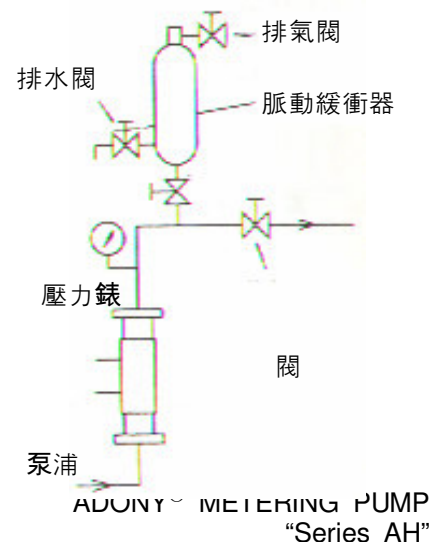 排氣閥
排水閥
脈動緩衝器
壓力錶
閥
泵浦
ADONY® METERING PUMP
“Series AH”